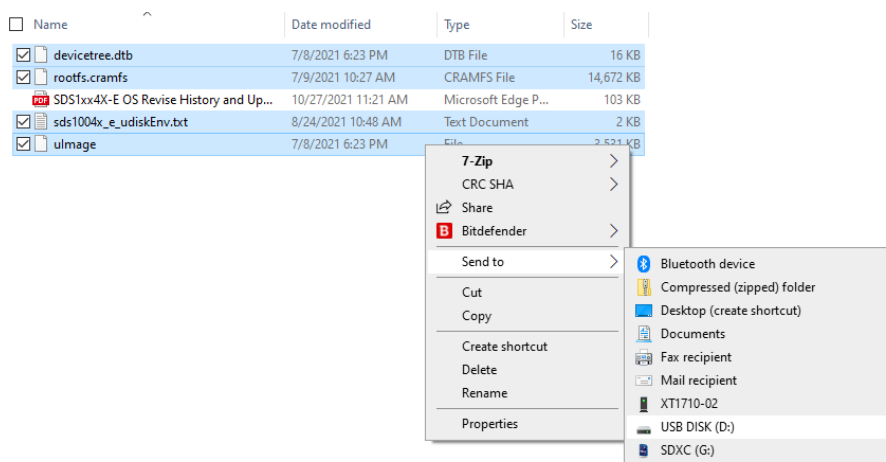 Name Date modified Type Size
devicetree.dtb 7/8/2021 6:23 PM DTB File 16 KB
rootfs.cramfs 7/9/2021 10:27 AM CRAMFS File 14,672 KB
PDF SDS1xx4X-E OS Revise History and Up... 10/27/2021 11:21 AM Microsoft Edge P... 103 KB
sds1004x_e_udiskEnv.txt 8/24/2021 10:48 AM Text Document 2 KB
uImage 7/8/2021 6:23 PM File 3,531 KB
7-Zip
CRC SHA
Share
B Bitdefender
Send to
Cut
Copy
Create shortcut
Delete
Rename
Properties
Bluetooth device
Compressed (zipped) folder
Desktop (create shortcut)
Documents
Fax recipient
Mail recipient
XT1710-02
USB DISK (D:)
SDXC (G:)